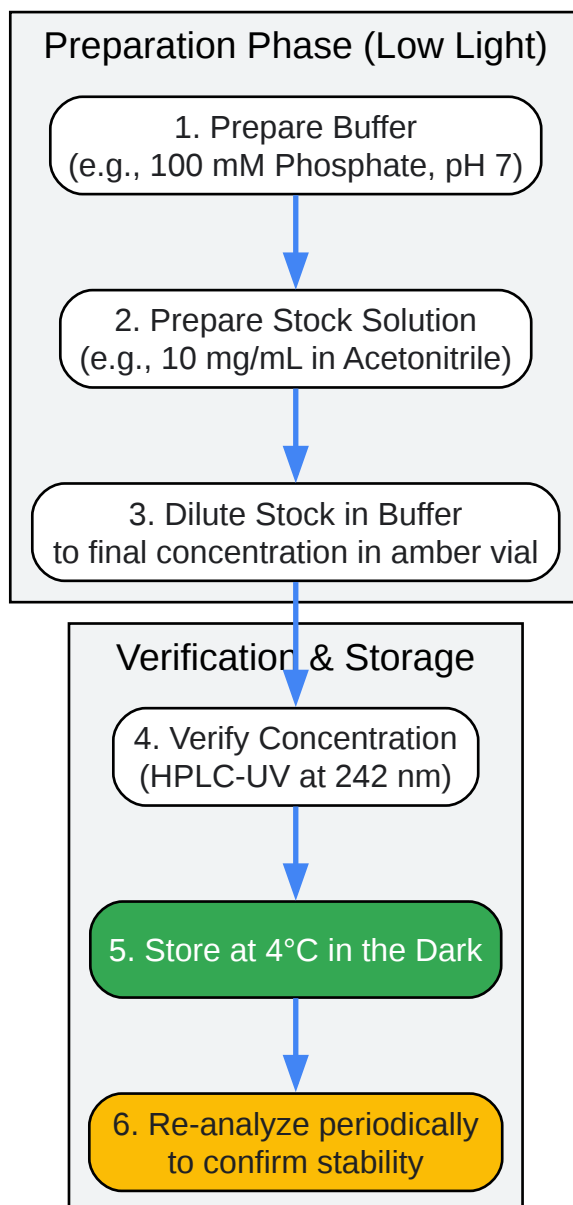 Preparation Phase (Low Light)
1. Prepare Buffer
(e.g., 100 mM Phosphate, pH 7)
2. Prepare Stock Solution
(e.g., 10 mg/mL in Acetonitrile)
3. Dilute Stock in Buffer
to final concentration in amber vial
Verification & Storage
4. Verify Concentration
(HPLC-UV at 242 nm)
5. Store at 4°C in the Dark
6. Re-analyze periodically
to confirm stability